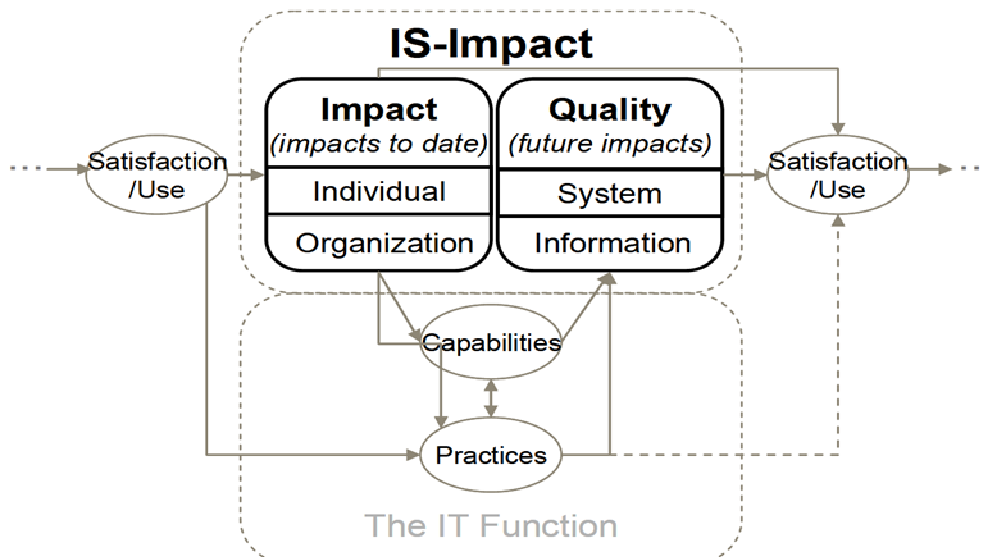 IS-Impact
Impact
(impacts to date)
Individual
Organization
Quality
(future impacts)
System
Information
...
Satisfaction
/Use
Satisfaction
/Use
...
Capabilities
Practices
The IT Function